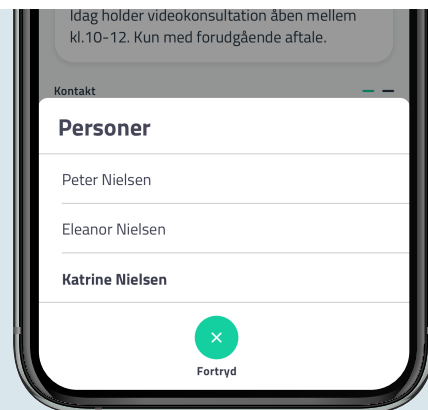 Idag holder videokonsultation åben mellem
kl.10-12. Kun med forudgående aftale.
Kontakt
Personer
Peter Nielsen
Eleanor Nielsen
Katrine Nielsen
Fortryd